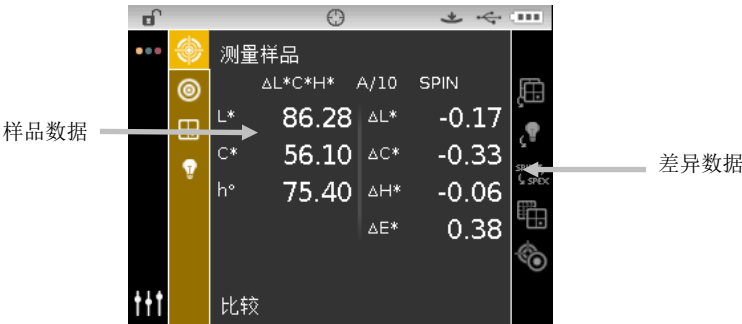 测量样品
ΔL*C*H* A/10 SPIN
样品数据
L* 86.28 ΔL* -0.17
C* 56.10 ΔC* -0.33
差异数据
SPEX
h° 75.40 ΔH* -0.06
ΔE* 0.38
比较